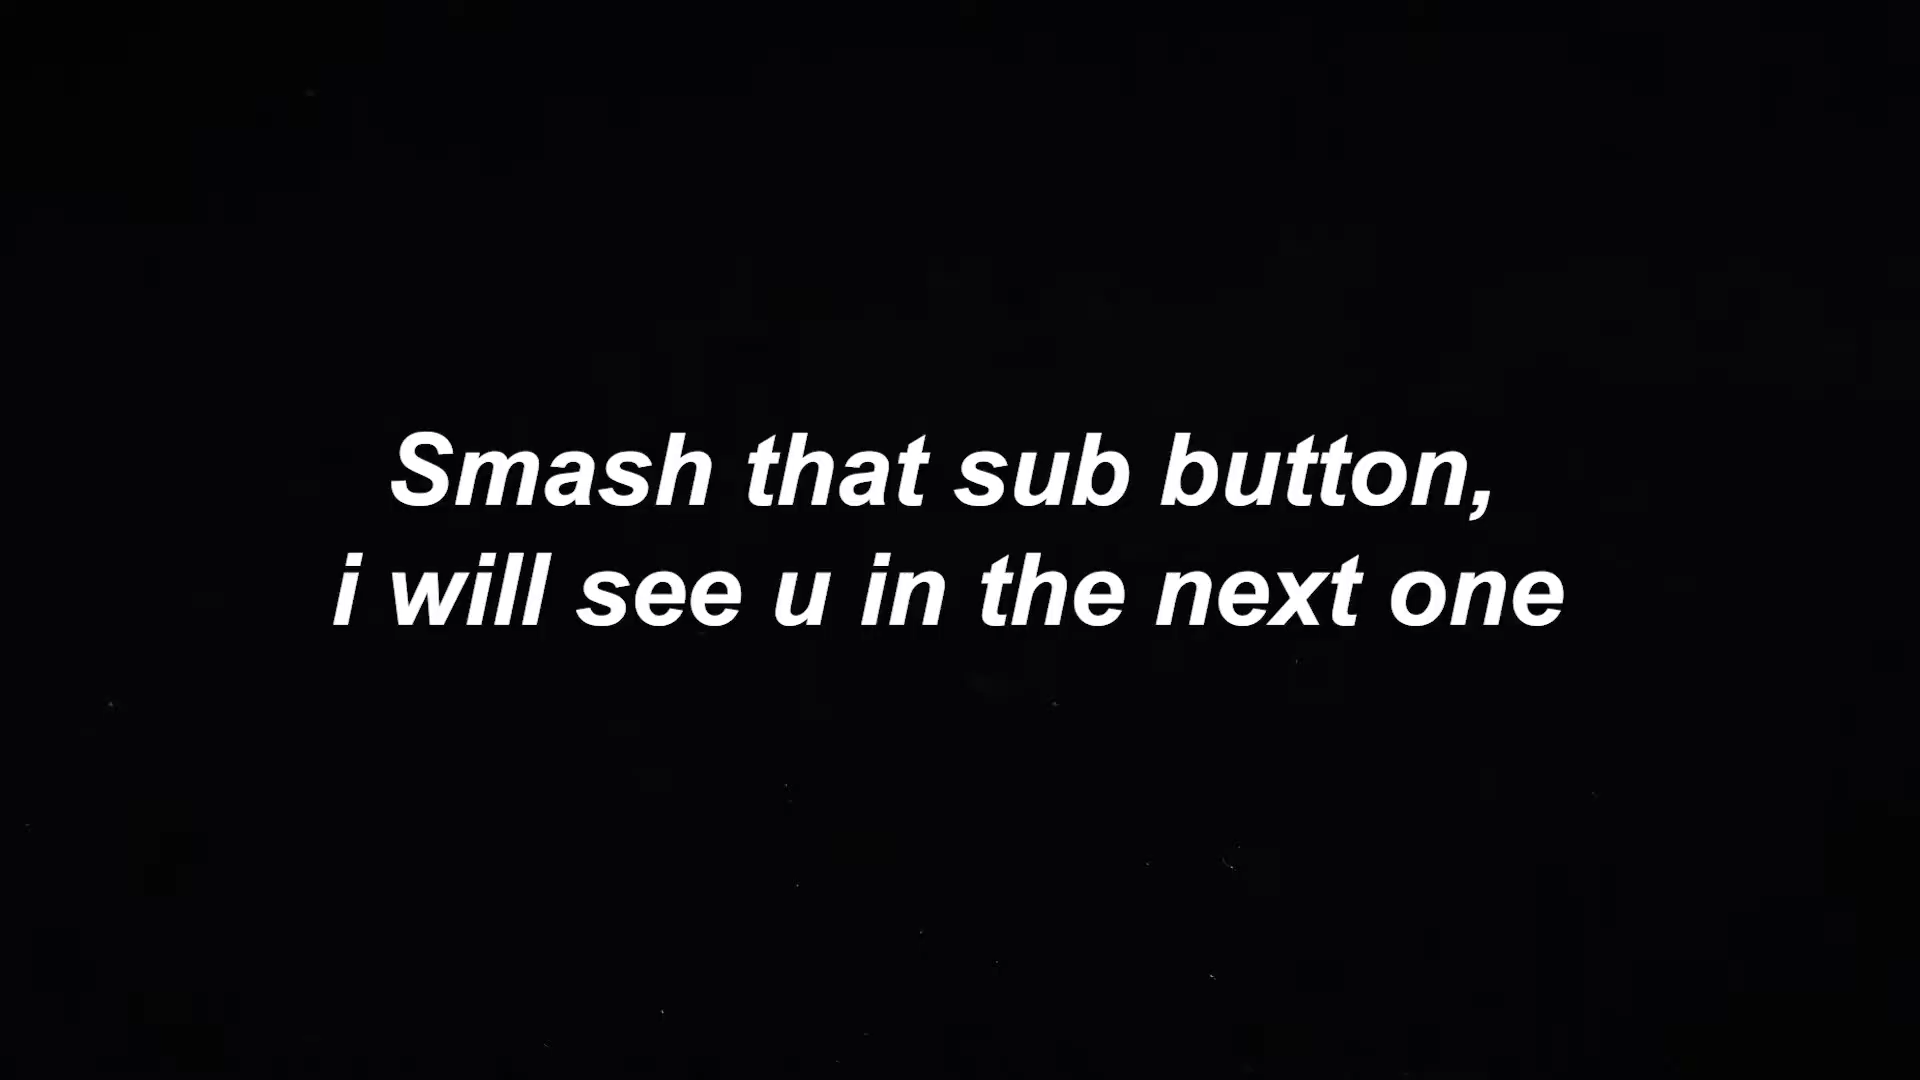 Smash that sub button,
i will see u in the next one